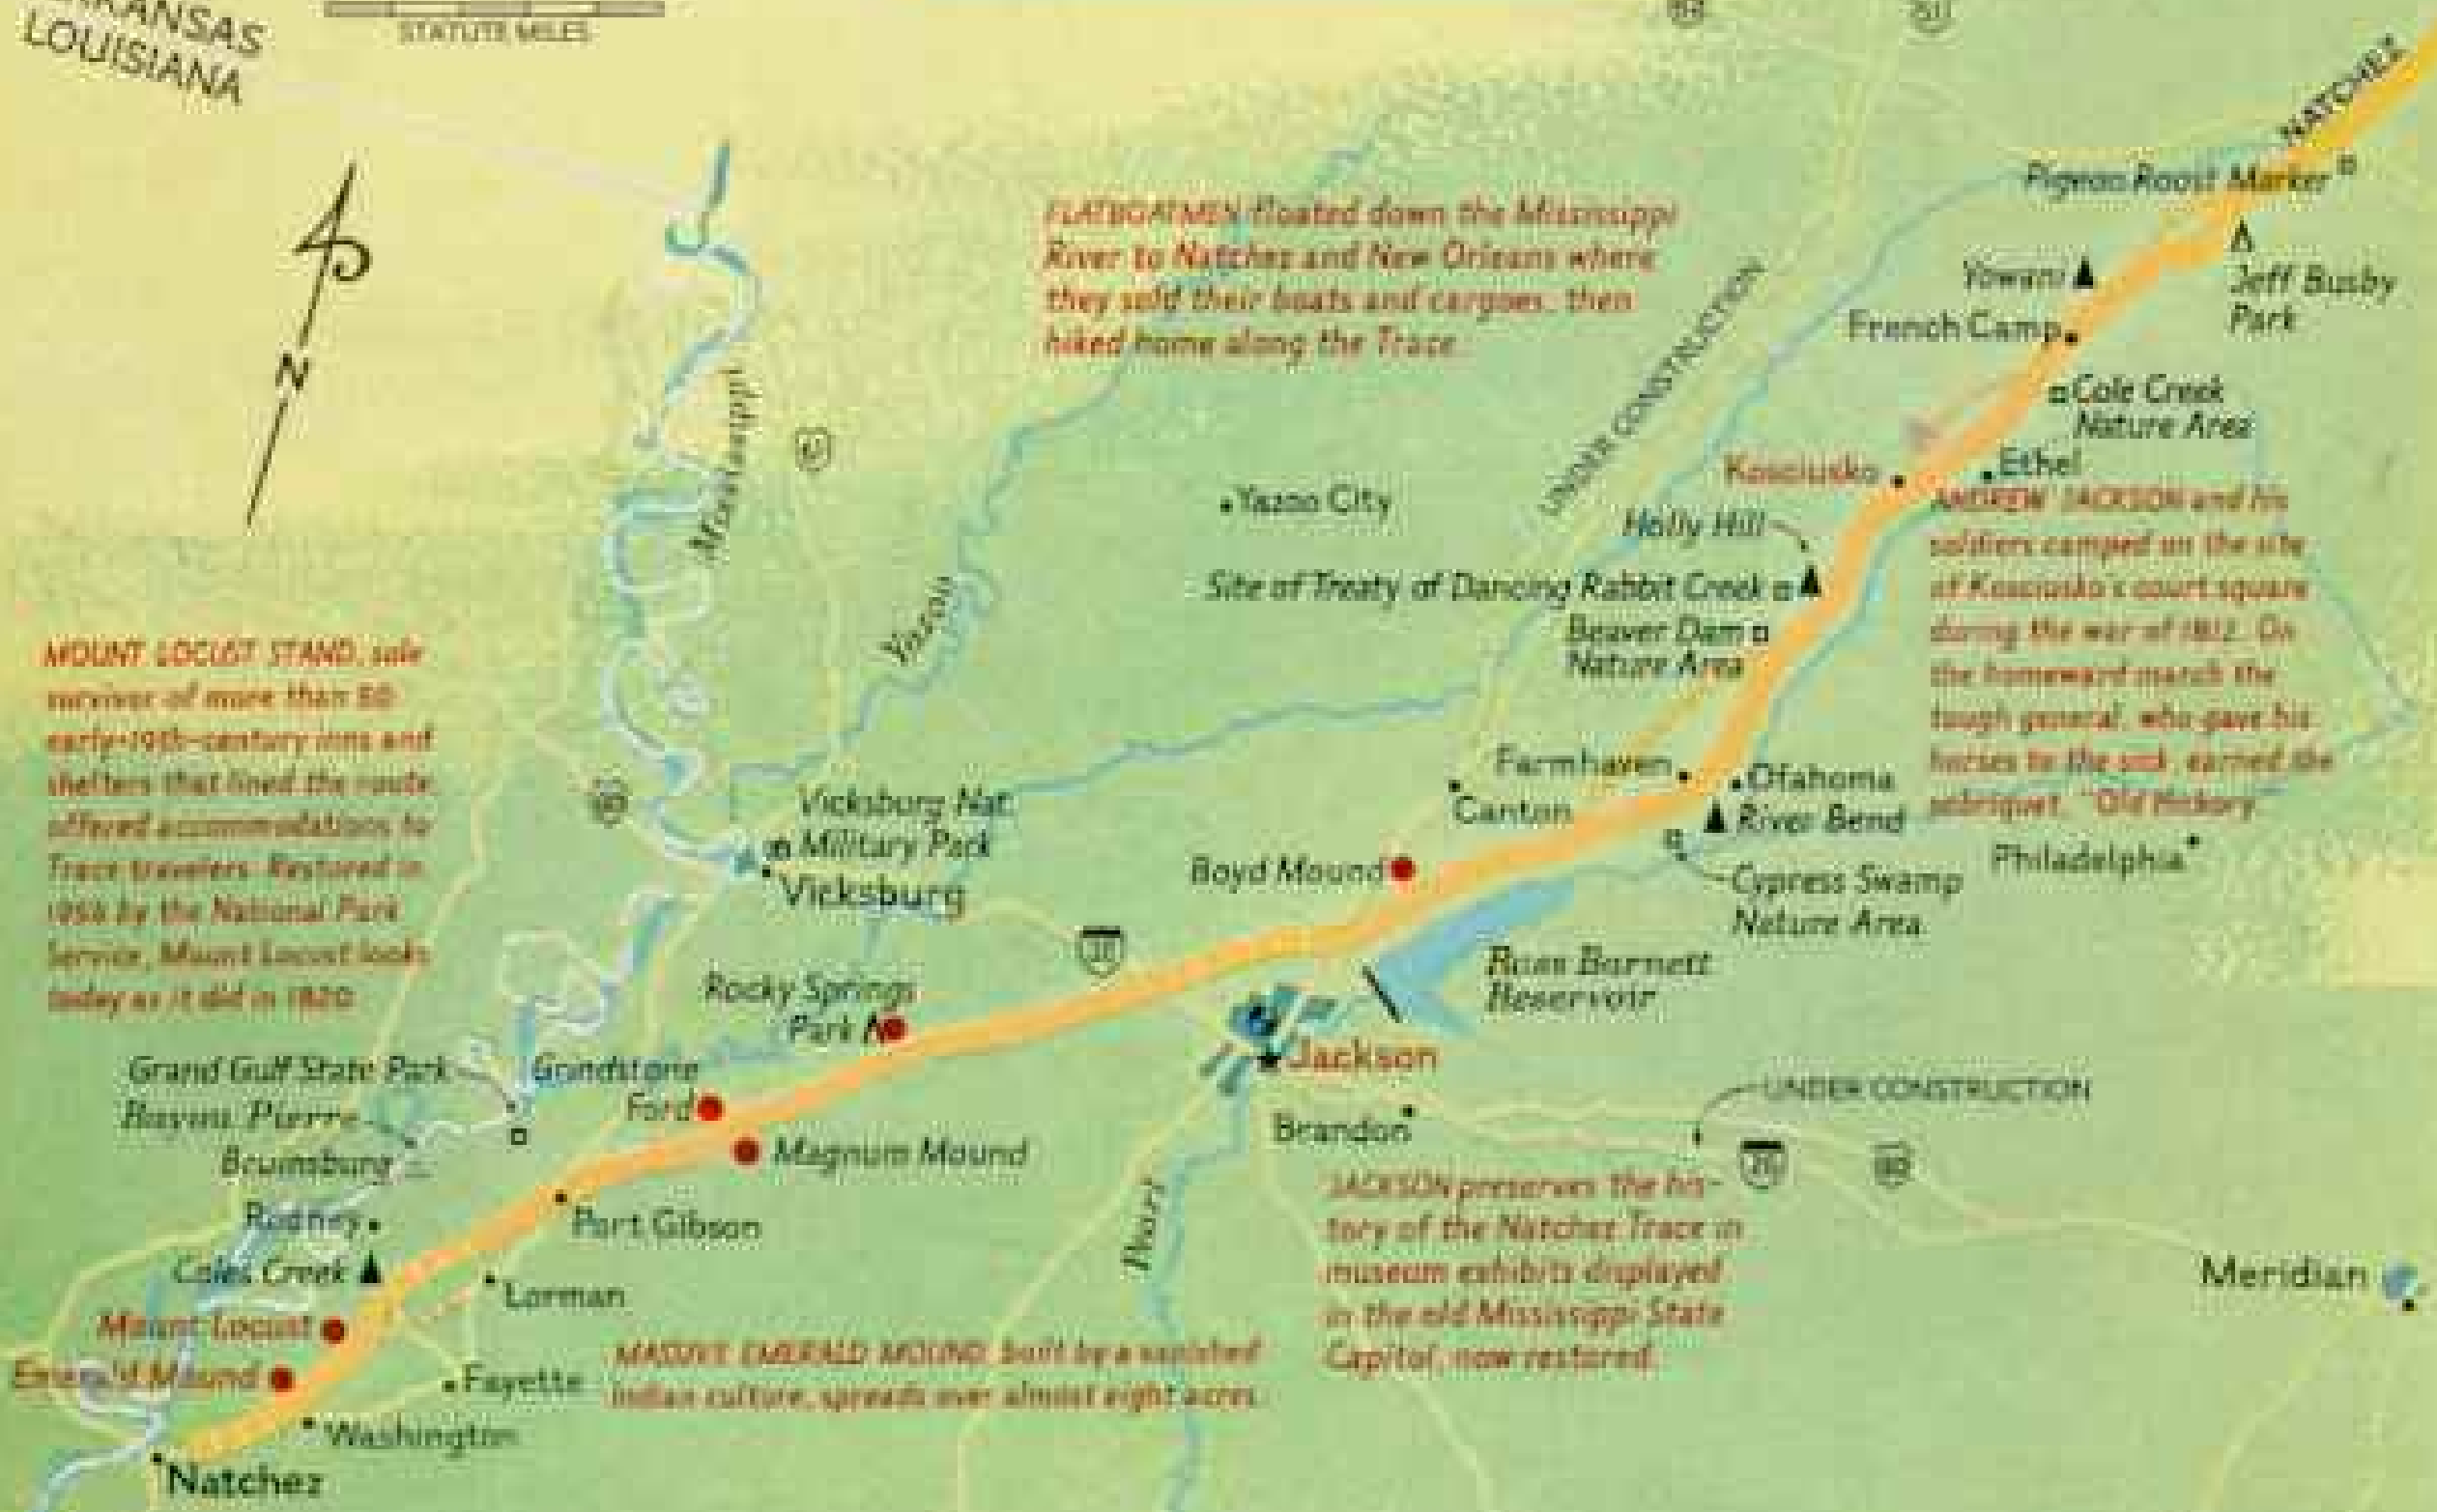 ARKANSAS
LOUISIANA
STATUTE MILES
61
NATCHEZ
Pigeon Roost Marker
Jeff Busby
Park
Yowani
French Camp
Cole Creek
Nature Area
FLATBOATMEN floated down the Mississippi
River to Natchez and New Orleans where
they sold their boats and cargoes, then
hiked home along the Trace.
UNDER CONSTRUCTION
N
Mississippi
Yazoo City
Kosciusko
Ethel
Holly Hill
Site of Treaty of Dancing Rabbit Creek
Beaver Dam
Nature Area
Yazoo
ANDREW JACKSON and his
soldiers camped on the site
of Kosciusko's court square
during the war of 1812. On
the homeward march the
tough general, who gave his
horses to the sick, earned the
sobriquet, "Old Hickory
MOUNT LOCUST STAND, sole
survivor of more than 50
early-19th-century inns and
shelters that lined the route,
offered accommodations to
Trace travelers. Restored in
1956 by the National Park
Service, Mount Locust looks
today as it did in 1820.
Farmhaven
Ofahoma
Canton
River Bend
Philadelphia
Vicksburg Nat.
Military Park
Vicksburg
Boyd Mound
Cypress Swamp
Nature Area
Ross Barnett
Reservoir
Rocky Springs
Park
Jackson
Grand Gulf State Park
Grindstone
Ford
Bayou Pierre
Bruinsburg
Magnum Mound
Brandon
UNDER CONSTRUCTION
20
80
Rodney
Port Gibson
Pearl
Coles Creek
Lorman
JACKSON preserves the his-
tory of the Natchez Trace in
museum exhibits displayed
in the old Mississippi State
Capitol, now restored.
Meridian
Mount Locust
Emerald Mound
Fayette
MASSIVE EMERALD MOUND, built by a vanished
Indian culture, spreads over almost eight acres.
Washington
Natchez